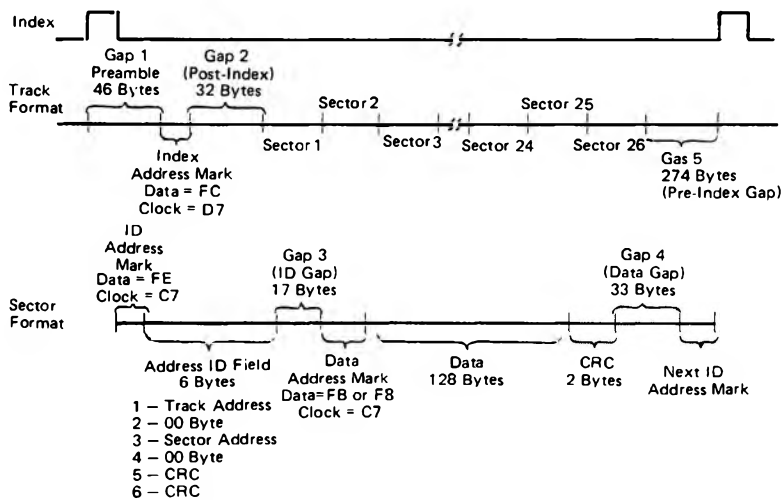 Index
Gap 1
Preamble
46 Bytes
Gap 2
(Post-Index)
32 Bytes
Track
Format
Sector 2
Sector 25
Sector 1
Sector 3
Sector 24
Sector 26
Index
Address Mark
Data = FC
Clock = D7
Gas 5
274 Bytes
(Pre-Index Gap)
ID
Address
Mark
Data = FE
Clock = C7
Gap 3
(ID Gap)
17 Bytes
Gap 4
(Data Gap)
33 Bytes
Sector
Format
Address ID Field
6 Bytes
1 – Track Address
2 – 00 Byte
3 – Sector Address
4 – 00 Byte
5 – CRC
6 – CRC
Data
Address Mark
Data=FB or F8
Clock = C7
Data
128 Bytes
CRC
2 Bytes
Next ID
Address Mark